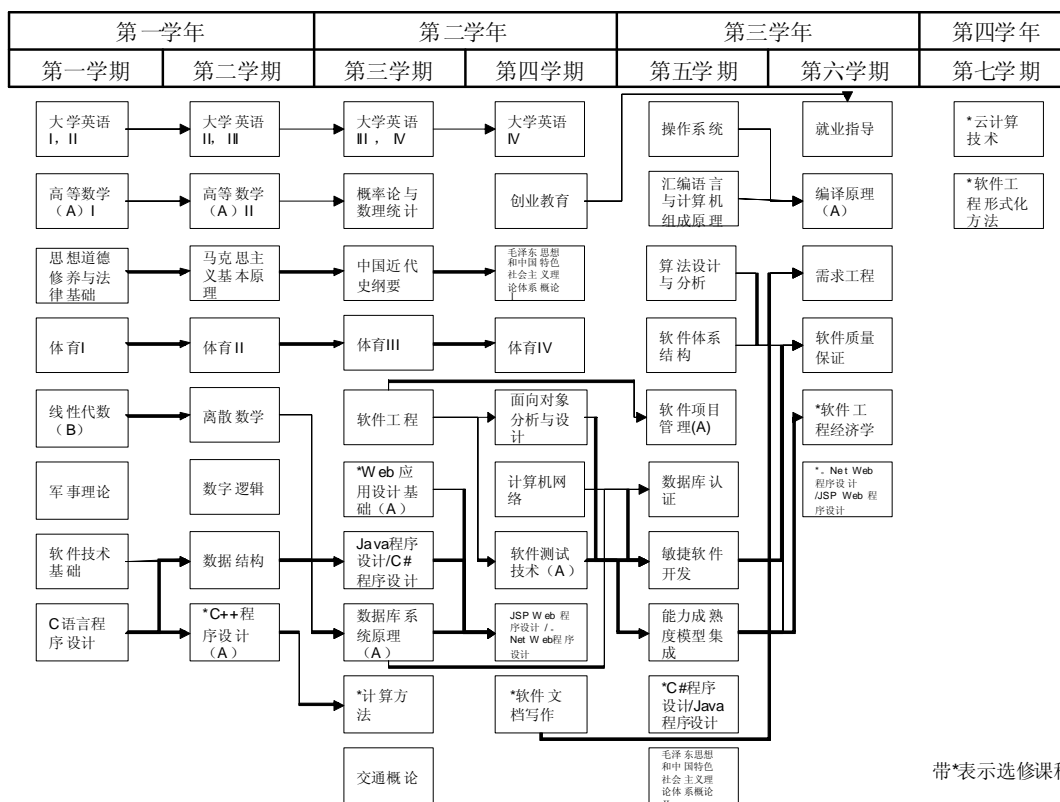 第一学年
第二学年
第三学年
第四学年
第一学期
第二学期
第三学期
第四学期
第五学期
第六学期
第七学期
大学英语
I，II
大学英语
II，III
大学英语
III，IV
大学英语
IV
操作系统
就业指导
*云计算
技术
高等数学
（A）I
高等数学
（A）II
概率论与
数理统计
创业教育
汇编语言
与计算机
组成原理
编译原理
(A)
*软件工
程形式化
方法
思想道德
修养与法
律基础
马克思主
义基本原
理
中国近代
史纲要
毛泽东思想
和中国特色
社会主义理
论体系概论
算法设计
与分析
需求工程
体育I
体育II
体育III
体育IV
软件体系
结构
软件质量
保证
线性代数
（B）
离散数学
软件工程
面向对象
分析与设
计
软件项目
管理(A)
*软件工
程经济学
军事理论
数字逻辑
*Web应
用设计基
础（A）
计算机网
络
数据库认
证
*。Net Web
程序设计
/JSP Web 程
序设计
软件技术
基础
数据结构
Java程序
设计/C#
程序设计
软件测试
技术（A）
敏捷软件
开发
C语言程
序设计
*C++程
序设计
（A）
数据库系
统原理
（A）
JSP Web 程
序设计/。
Net Web程序
设计
能力成熟
度模型集
成
*计算方
法
*软件文
档写作
*C#程序
设计/Java
程序设计
交通概论
毛泽东思想
和中国特色
社会主义理
论体系概论
带*表示选修课程